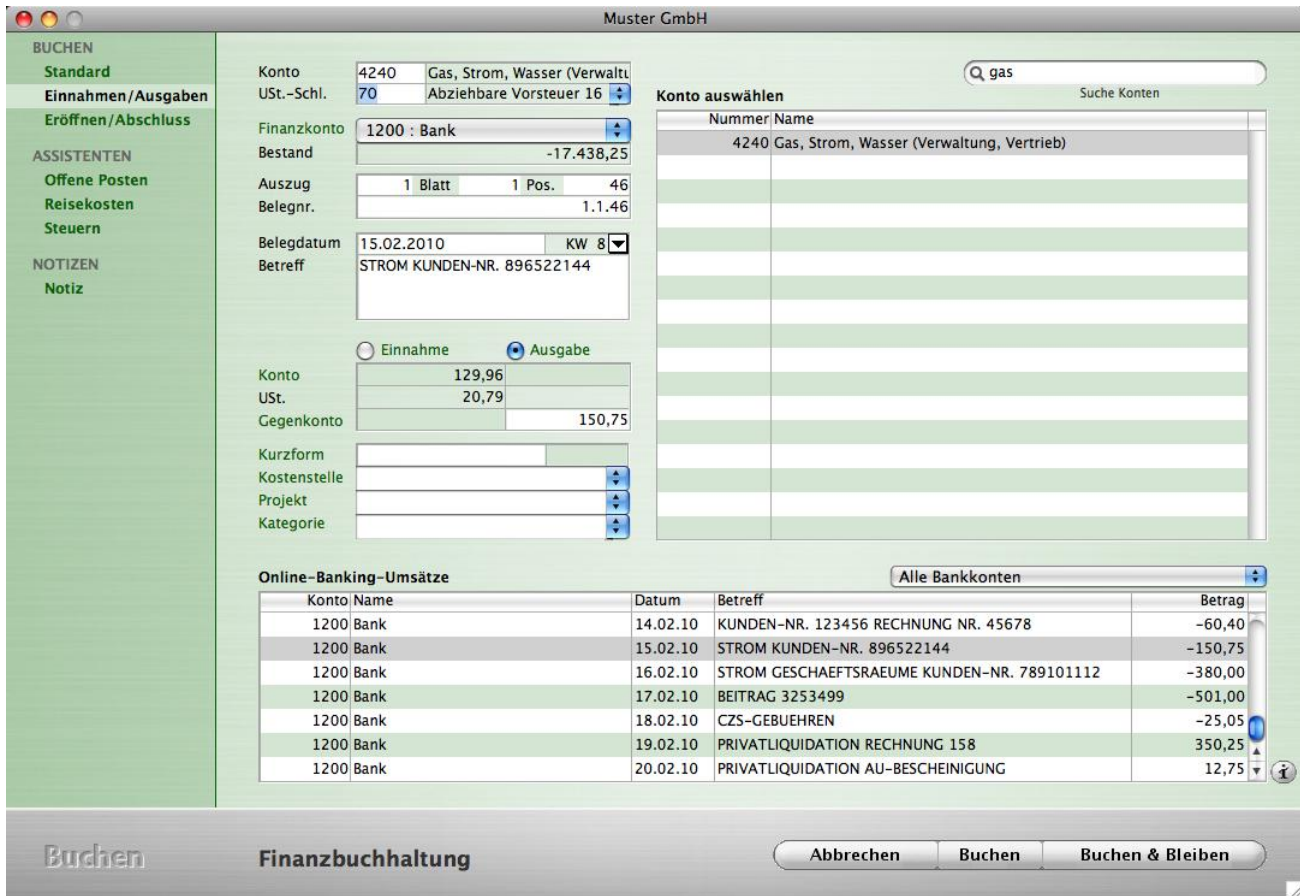 Muster GmbH
BUCHEN
Standard
Einnahmen/Ausgaben
Eröffnen/Abschluss
ASSISTENTEN
Offene Posten
Reisekosten
Steuern
NOTIZEN
Notiz
Konto 4240 Gas, Strom, Wasser (Verwaltu
USt.-Schl. 70 Abziehbare Vorsteuer 16
Finanzkonto 1200 : Bank
Bestand -17.438,25
Auszug 1 Blatt 1 Pos. 46
Belegnr. 1.1.46
Belegdatum 15.02.2010 KW 8
Betreff STROM KUNDEN-NR. 896522144
Einnahme Ausgabe
Konto 129,96
USt. 20,79
Gegenkonto 150,75
Kurzform
Kostenstelle
Projekt
Kategorie
gas
Suche Konten
Konto auswählen
Nummer Name
4240 Gas, Strom, Wasser (Verwaltung, Vertrieb)
Online-Banking-Umsätze Alle Bankkonten
Konto Name Datum Betreff Betrag
1200 Bank 14.02.10 KUNDEN-NR. 123456 RECHNUNG NR. 45678 -60,40
1200 Bank 15.02.10 STROM KUNDEN-NR. 896522144 -150,75
1200 Bank 16.02.10 STROM GESCHAEFTSRAEUME KUNDEN-NR. 789101112 -380,00
1200 Bank 17.02.10 BEITRAG 3253499 -501,00
1200 Bank 18.02.10 CZS-GEBUEHREN -25,05
1200 Bank 19.02.10 PRIVATLIQUIDATION RECHNUNG 158 350,25
1200 Bank 20.02.10 PRIVATLIQUIDATION AU-BESCHEINIGUNG 12,75
Buchen Finanzbuchhaltung Abbrechen Buchen Buchen & Bleiben